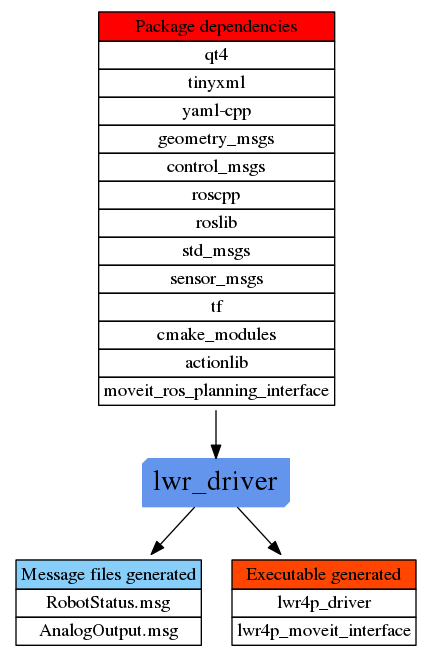 Package dependencies
qt4
tinyxml
yaml-cpp
geometry_msgs
control_msgs
roscpp
roslib
std_msgs
sensor_msgs
tf
cmake_modules
actionlib
moveit_ros_planning_interface
lwr_driver
Message files generated
RobotStatus.msg
AnalogOutput.msg
Executable generated
lwr4p_driver
lwr4p_moveit_interface